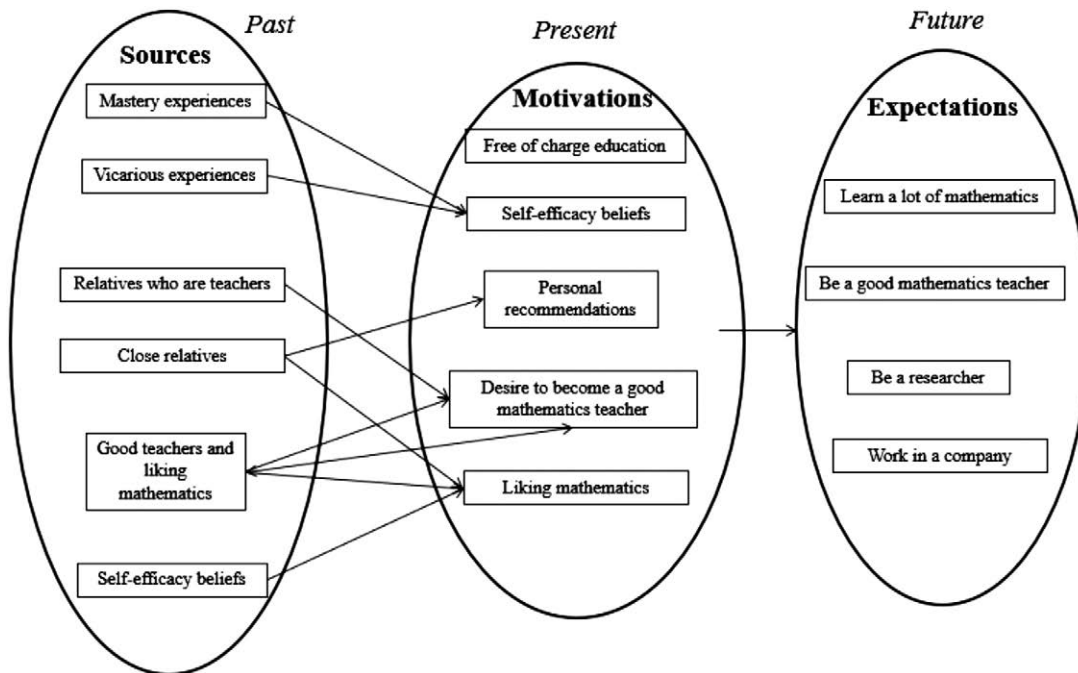 Past
Sources
Mastery experiences
Vicarious experiences
Relatives who are teachers
Close relatives
Good teachers and
liking
mathematics
Self-efficacy beliefs
Present
Motivations
Free of charge education
Self-efficacy beliefs
Personal
recommendations
Desire to become a good
mathematics teacher
Liking mathematics
Future
Expectations
Learn a lot of mathematics
Be a good mathematics teacher
Be a researcher
Work in a company